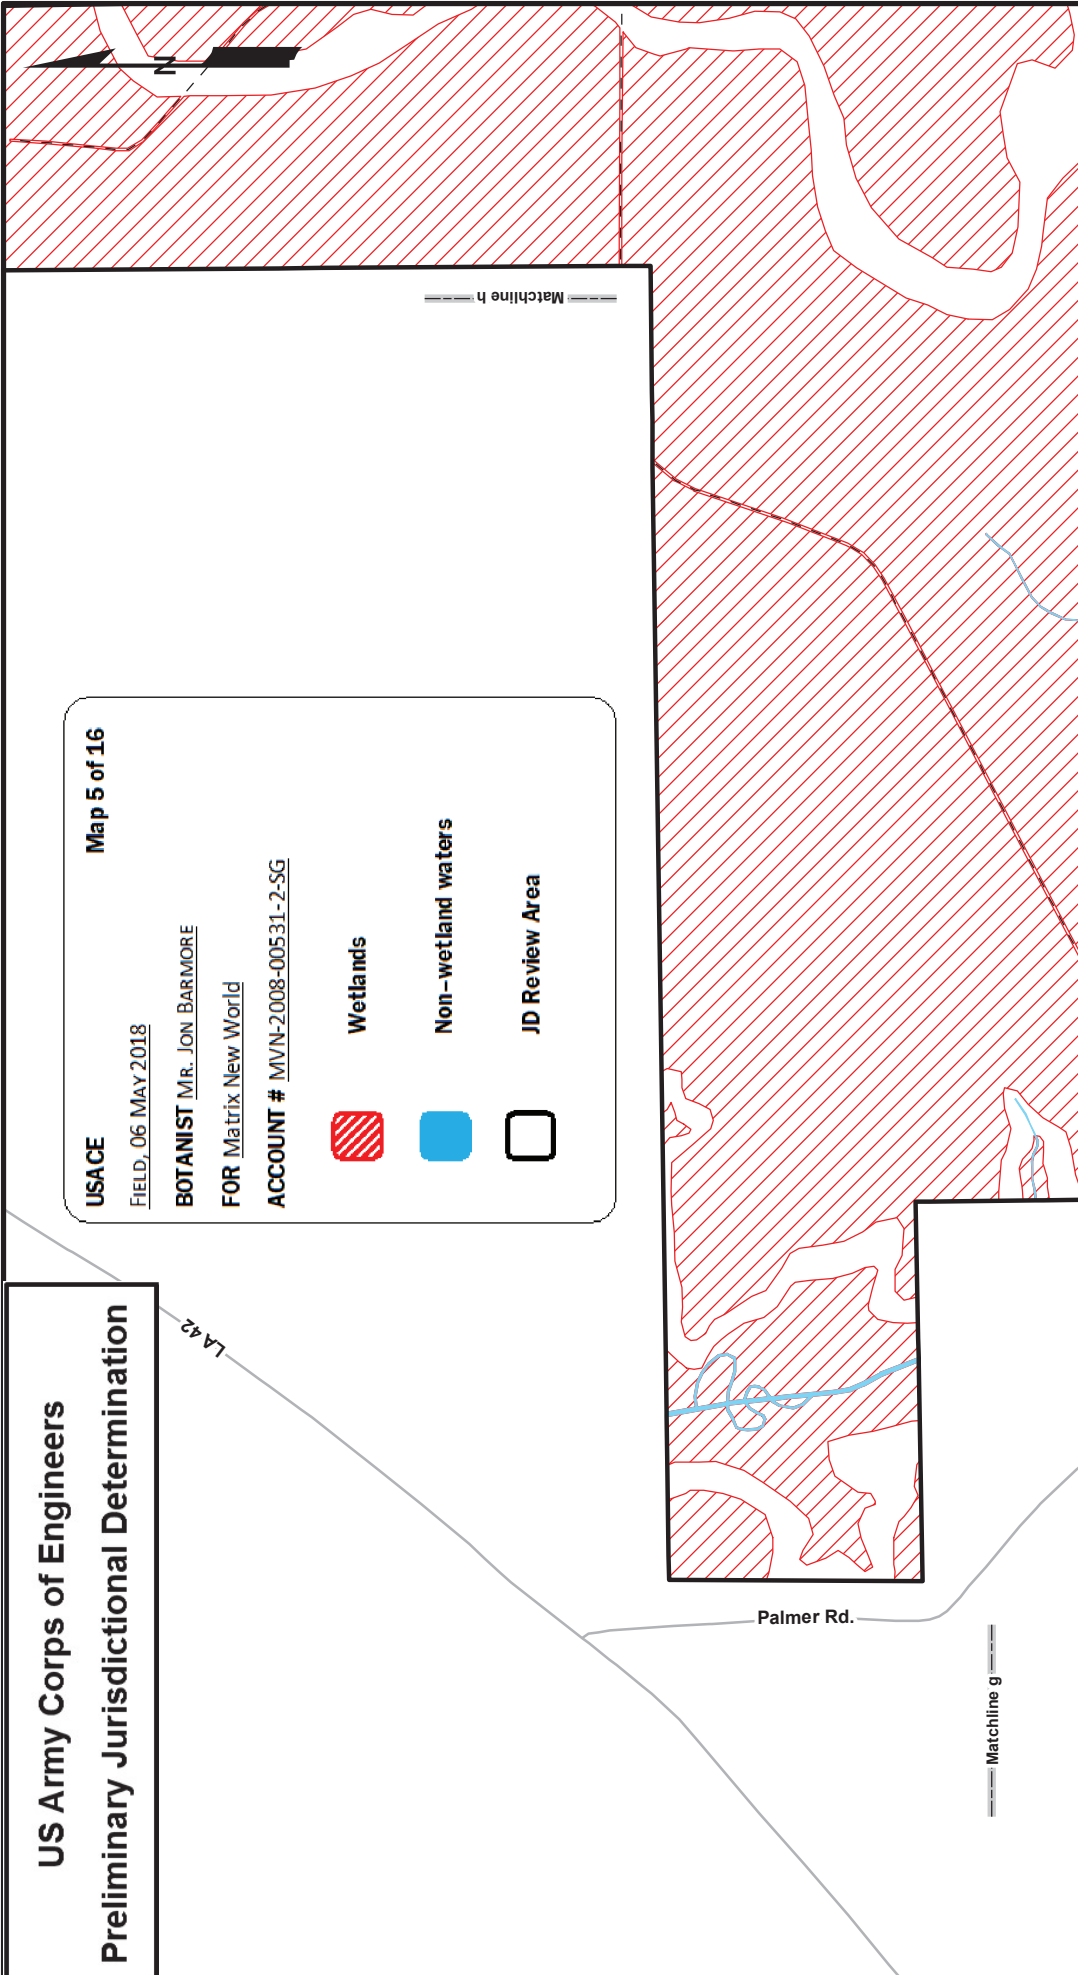 US Army Corps of Engineers
Preliminary Jurisdictional Determination
USACE Map 5 of 16
FIELD, 06 MAY 2018
BOTANIST MR. JON BARMORE
FOR Matrix New World
ACCOUNT # MVN-2008-00531-2-SG
Wetlands
Non-wetland waters
JD Review Area
N
Matchline h
LA 42
Palmer Rd.
Matchline g